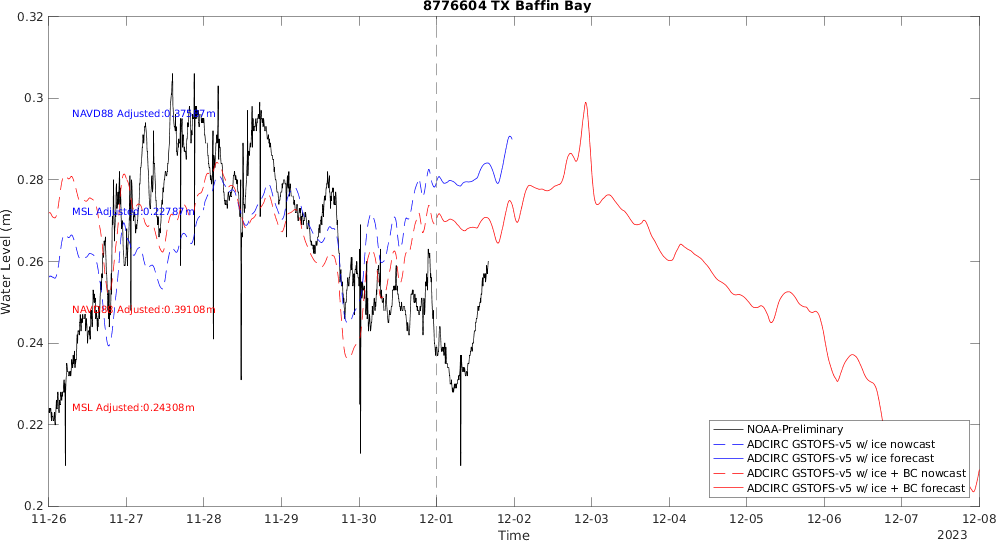 8776604 TX Baffin Bay
0.32
0.3
0.28
0.26
0.24
0.22
0.2
Water Level (m)
NAVD88 Adjusted:0.37587m
MSL Adjusted:0.22787m
NAVD88 Adjusted:0.39108m
MSL Adjusted:0.24308m
NOAA-Preliminary
ADCIRC GSTOFS-v5 w/ ice nowcast
ADCIRC GSTOFS-v5 w/ ice forecast
ADCIRC GSTOFS-v5 w/ ice + BC nowcast
ADCIRC GSTOFS-v5 w/ ice + BC forecast
11-26 11-27 11-28 11-29 11-30 12-01 12-02 12-03 12-04 12-05 12-06 12-07 12-08
Time
2023